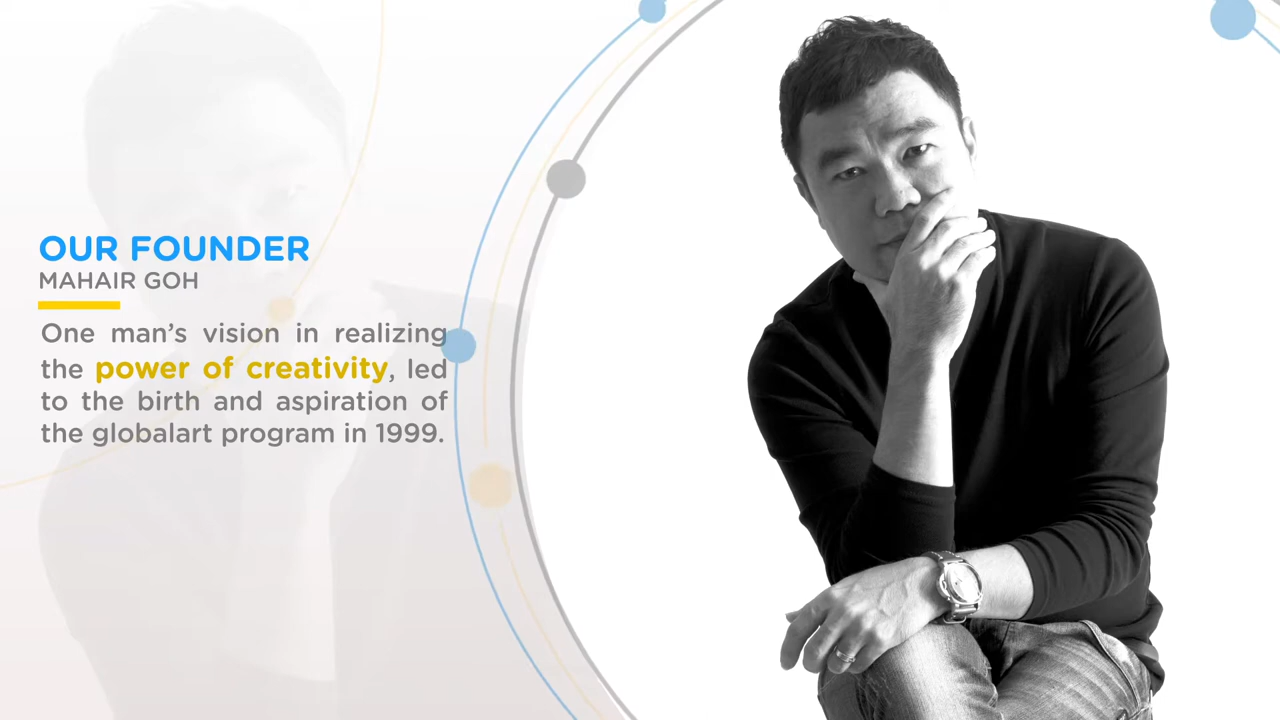 OUR FOUNDER
MAHAIR GOH
One man's vision in realizing
the power of creativity, led
to the birth and aspiration of
the globalart program in 1999.